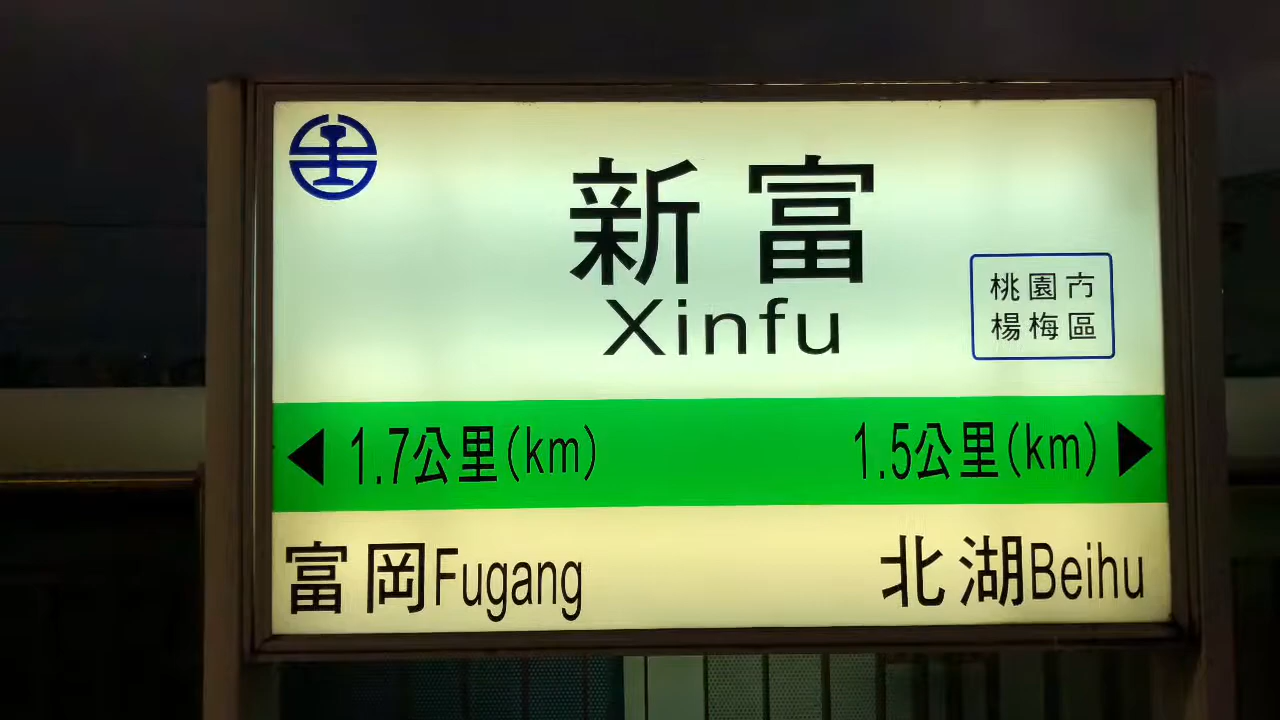 新富
Xinfu
桃園市
楊梅區
1.7公里(km)
1.5公里(km)
富岡Fugang
北湖Beihu